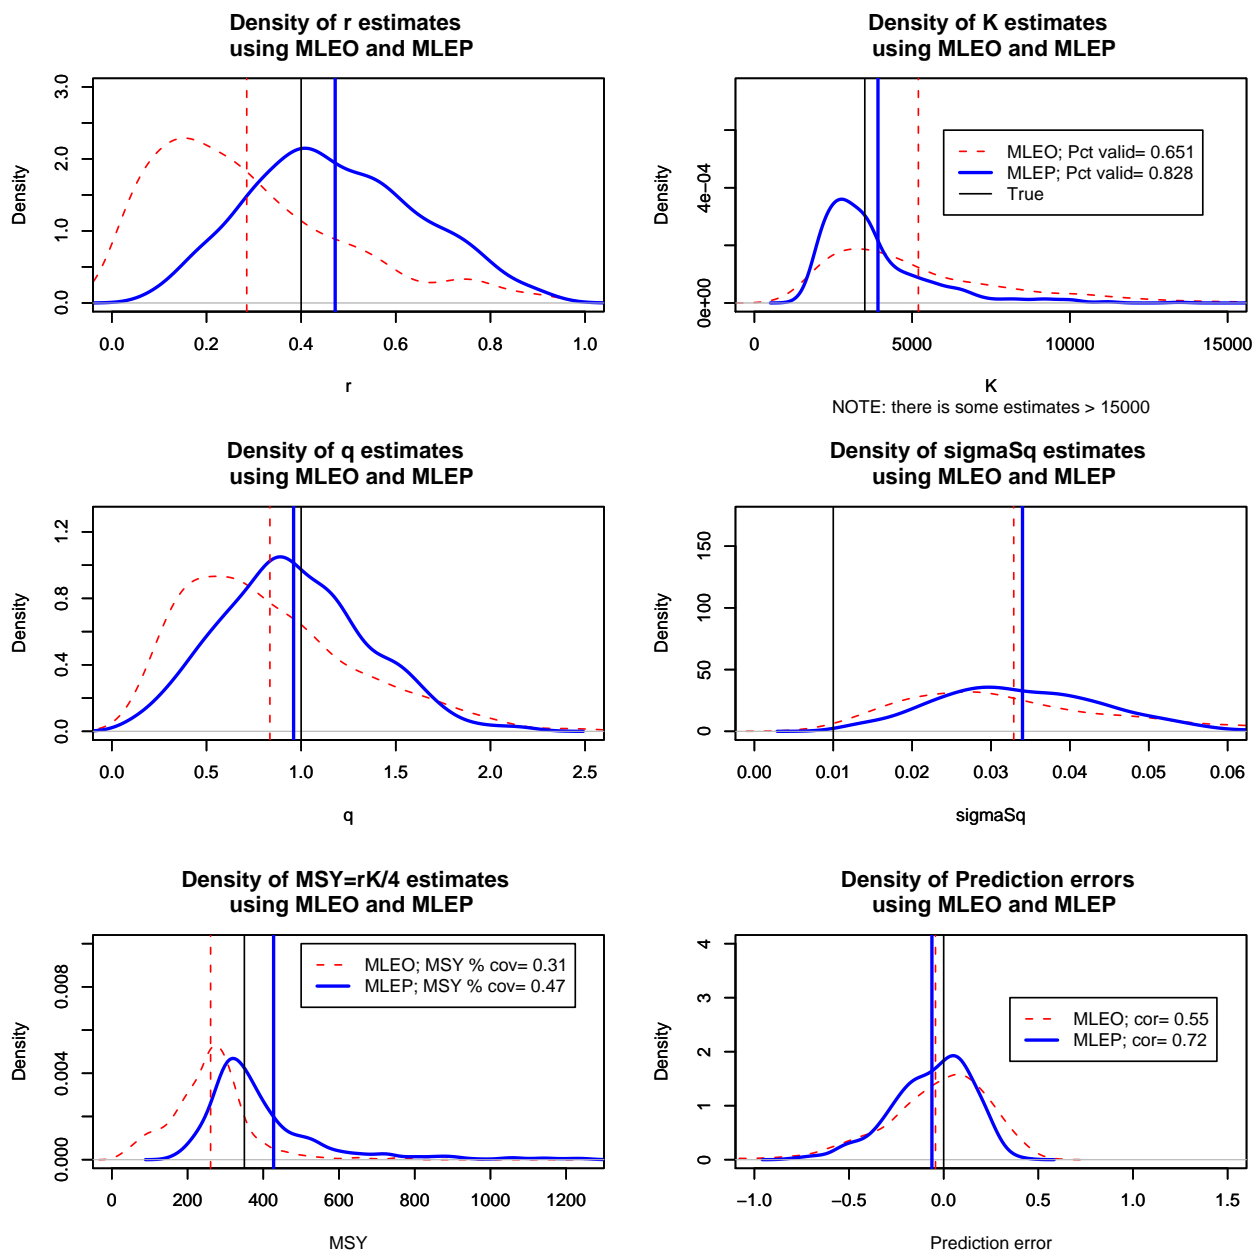 Density of r estimates
using MLEO and MLEP
Density
0.0 1.0 2.0 3.0
0.0 0.2 0.4 0.6 0.8 1.0
r
Density of K estimates
using MLEO and MLEP
Density
0e+00 4e−04
MLEO; Pct valid= 0.651
MLEP; Pct valid= 0.828
True
0 5000 10000 15000
K
NOTE: there is some estimates > 15000
Density of q estimates
using MLEO and MLEP
Density
0.0 0.4 0.8 1.2
0.0 0.5 1.0 1.5 2.0 2.5
q
Density of sigmaSq estimates
using MLEO and MLEP
Density
0 50 100 150
0.00 0.01 0.02 0.03 0.04 0.05 0.06
sigmaSq
Density of MSY=rK/4 estimates
using MLEO and MLEP
Density
0.000 0.004 0.008
MLEO; MSY % cov= 0.31
MLEP; MSY % cov= 0.47
0 200 400 600 800 1000 1200
MSY
Density of Prediction errors
using MLEO and MLEP
Density
0 1 2 3 4
MLEO; cor= 0.55
MLEP; cor= 0.72
−1.0 −0.5 0.0 0.5 1.0 1.5
Prediction error